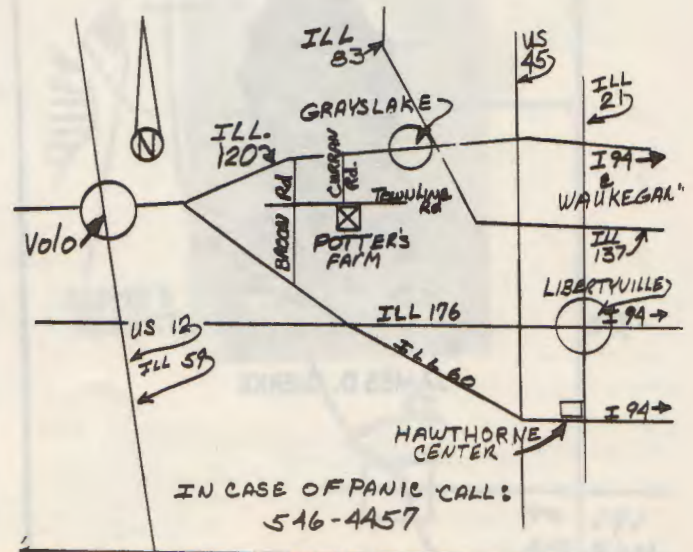 ILL
83
US
45
ILL
21
GRAYSLAKE
ILL.
120
I 94
&
WAUKEGAN"
CURRAN
Rd.
BACON Rd
TOWNLINE
Rd
N
Volo
POTTER'S
FARM
ILL
137
LIBERTYVILLE
US 12
ILL 176
I 94
ILL 59
ILL 60
I 94
HAWTHORNE
CENTER
IN CASE OF PANIC CALL:
546-4457